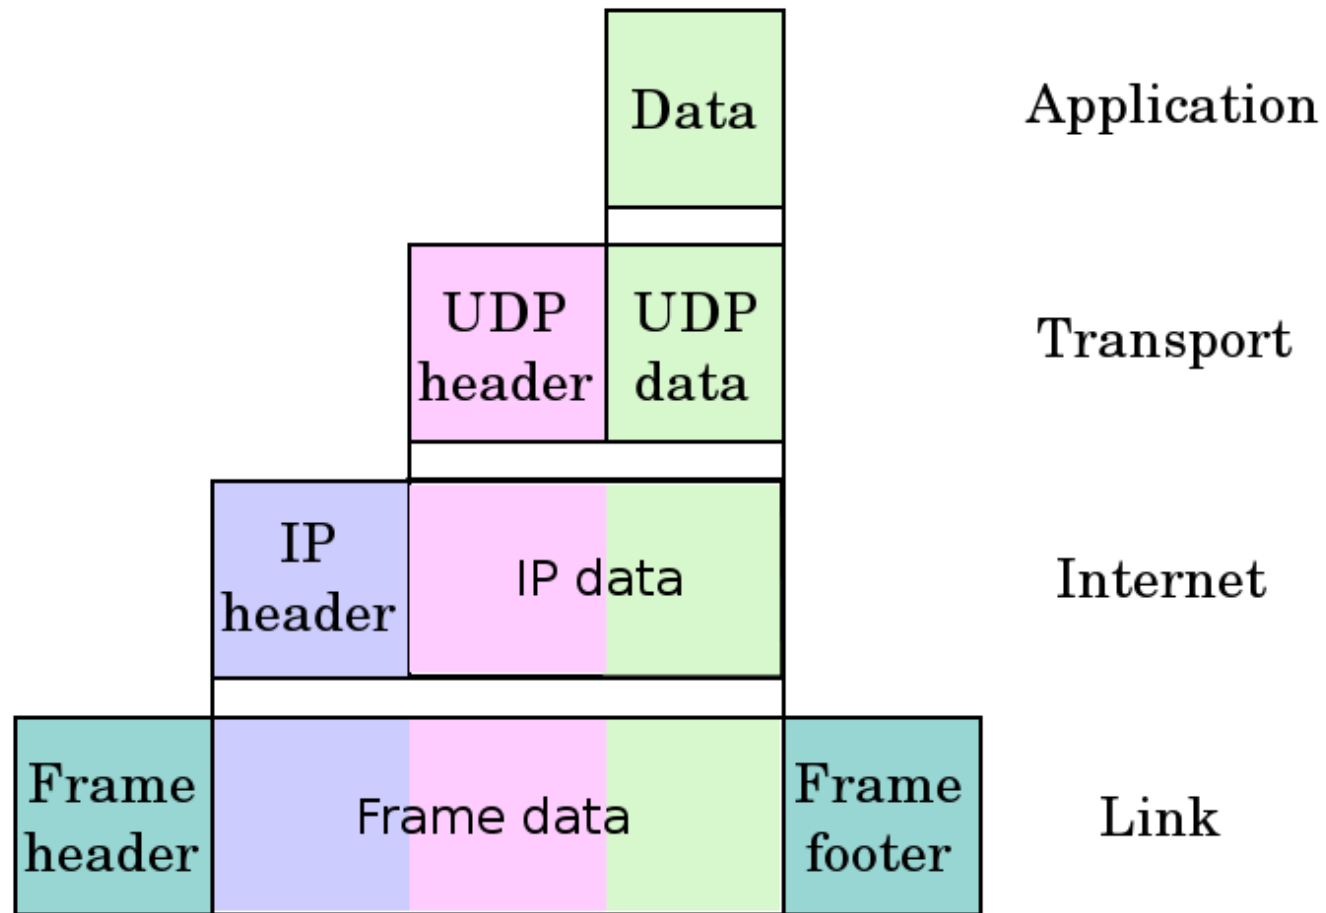 Data
Application
UDP
header
UDP
data
Transport
IP
header
IP data
Internet
Frame
header
Frame data
Frame
footer
Link